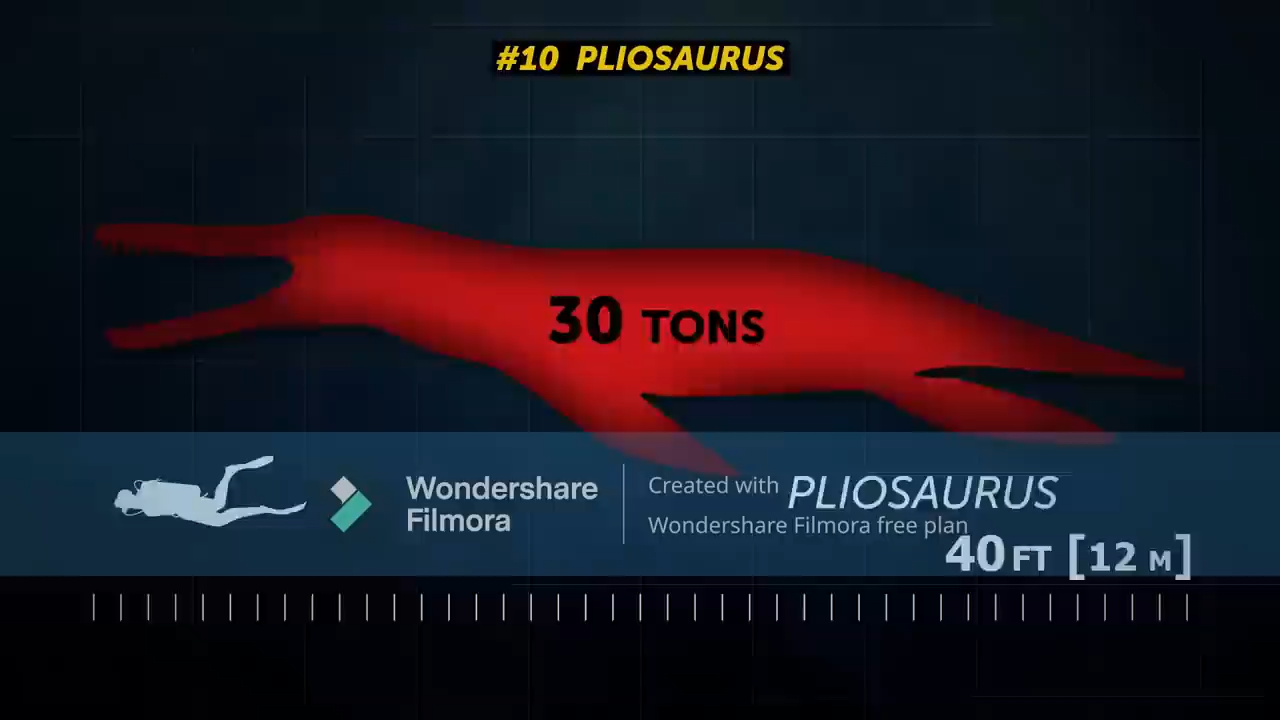 #10 PLIOSAURUS
30 TONS
Wondershare
Filmora
Created with
Wondershare Filmora free plan
PLIOSAURUS
40 FT [12 M]